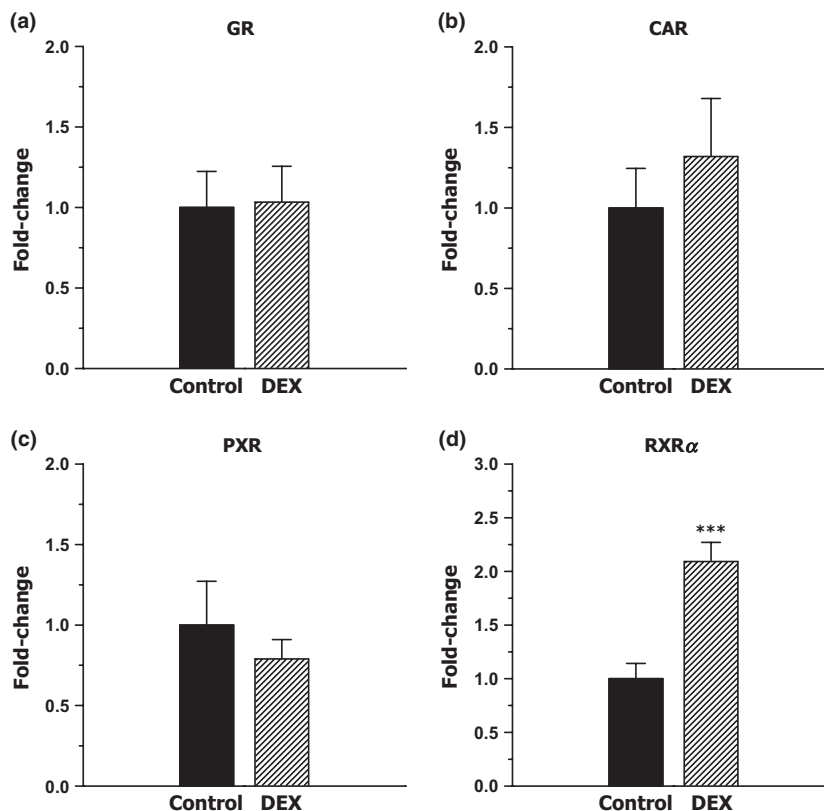 (a)
GR
2.0
1.5
1.0
0.5
0.0
Fold-change
Control DEX
(b)
CAR
2.0
1.5
1.0
0.5
0.0
Fold-change
Control DEX
(c)
PXR
2.0
1.5
1.0
0.5
0.0
Fold-change
Control DEX
(d)
RXRα
3.0
2.5
2.0
1.5
1.0
0.5
0.0
Fold-change
***
Control DEX